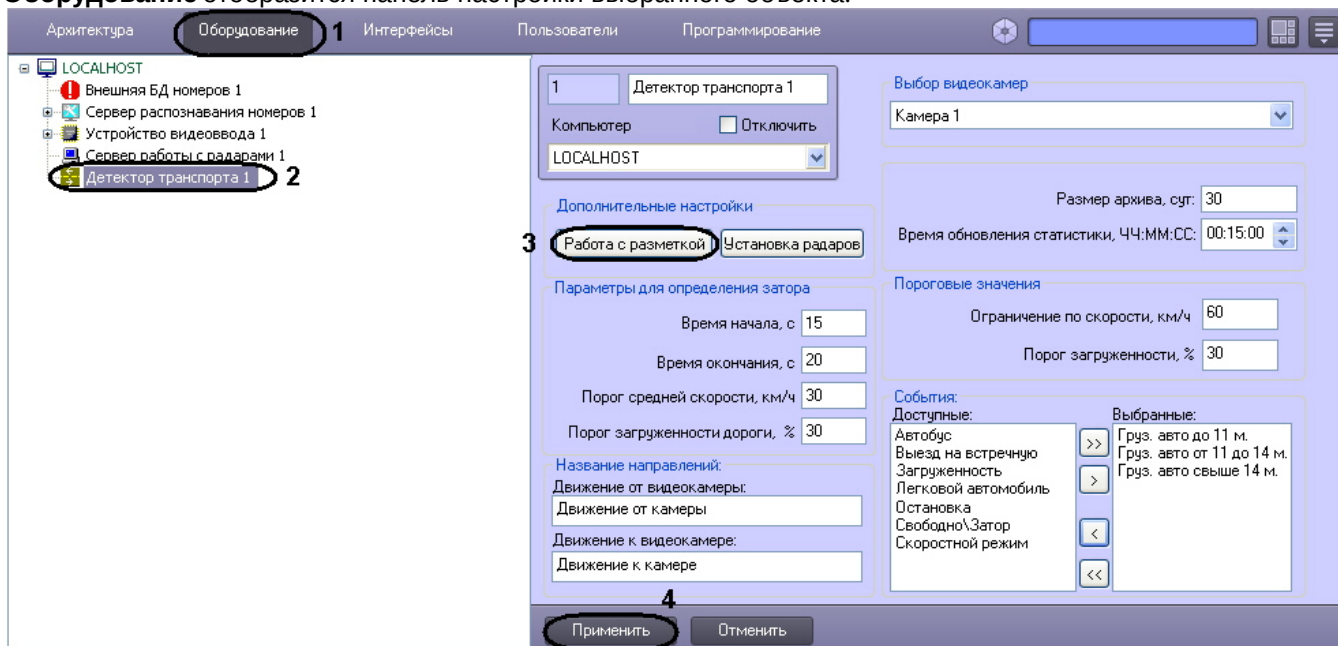 Оборудование отобразится панель настройки выбранного объекта.
Архитектура Оборудование 1 Интерфейсы Пользователи Программирование
LOCALHOST
Внешняя БД номеров 1
Сервер распознавания номеров 1
Устройство видеоввода 1
Сервер работы с радарами 1
Детектор транспорта 1 2
1 Детектор транспорта 1
Компьютер Отключить
LOCALHOST
Дополнительные настройки
3 Работа с разметкой Установка радаров
Параметры для определения затора
Время начала, с 15
Время окончания, с 20
Порог средней скорости, км/ч 30
Порог загруженности дороги, % 30
Название направлений:
Движение от видеокамеры:
Движение от камеры
Движение к видеокамере:
Движение к камере
Выбор видеокамер
Камера 1
Размер архива, сут: 30
Время обновления статистики, ЧЧ:ММ:СС: 00:15:00
Пороговые значения
Ограничение по скорости, км/ч 60
Порог загруженности, % 30
События:
Доступные: Выбранные:
Автобус >> Груз. авто до 11 м.
Выезд на встречную Груз. авто от 11 до 14 м.
Загруженность > Груз. авто свыше 14 м.
Легковой автомобиль
Остановка
Свободно\Затор <
Скоростной режим
<<
4
Применить Отменить